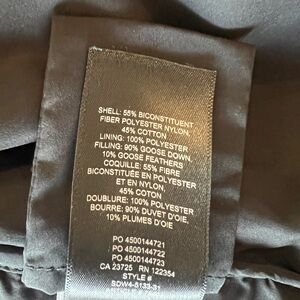 SHELL: 55% BICONSTITUENT
FIBER POLYESTER NYLON,
45% COTTON
LINING: 100% POLYESTER
FILLING: 90% GOOSE DOWN,
10% GOOSE FEATHERS
COQUILLE: 55% FIBRE
BICONSTITUÉE EN POLYESTER
ET EN NYLON,
45% COTON
DOUBLURE: 100% POLYESTER
BOURRE: 90% DUVET D'OIE,
10% PLUMES D'OIE
PO 4500144721
PO 4500144722
PO 4500144723
CA 23725 RN 122354
STYLE #
SDW4-5133-31